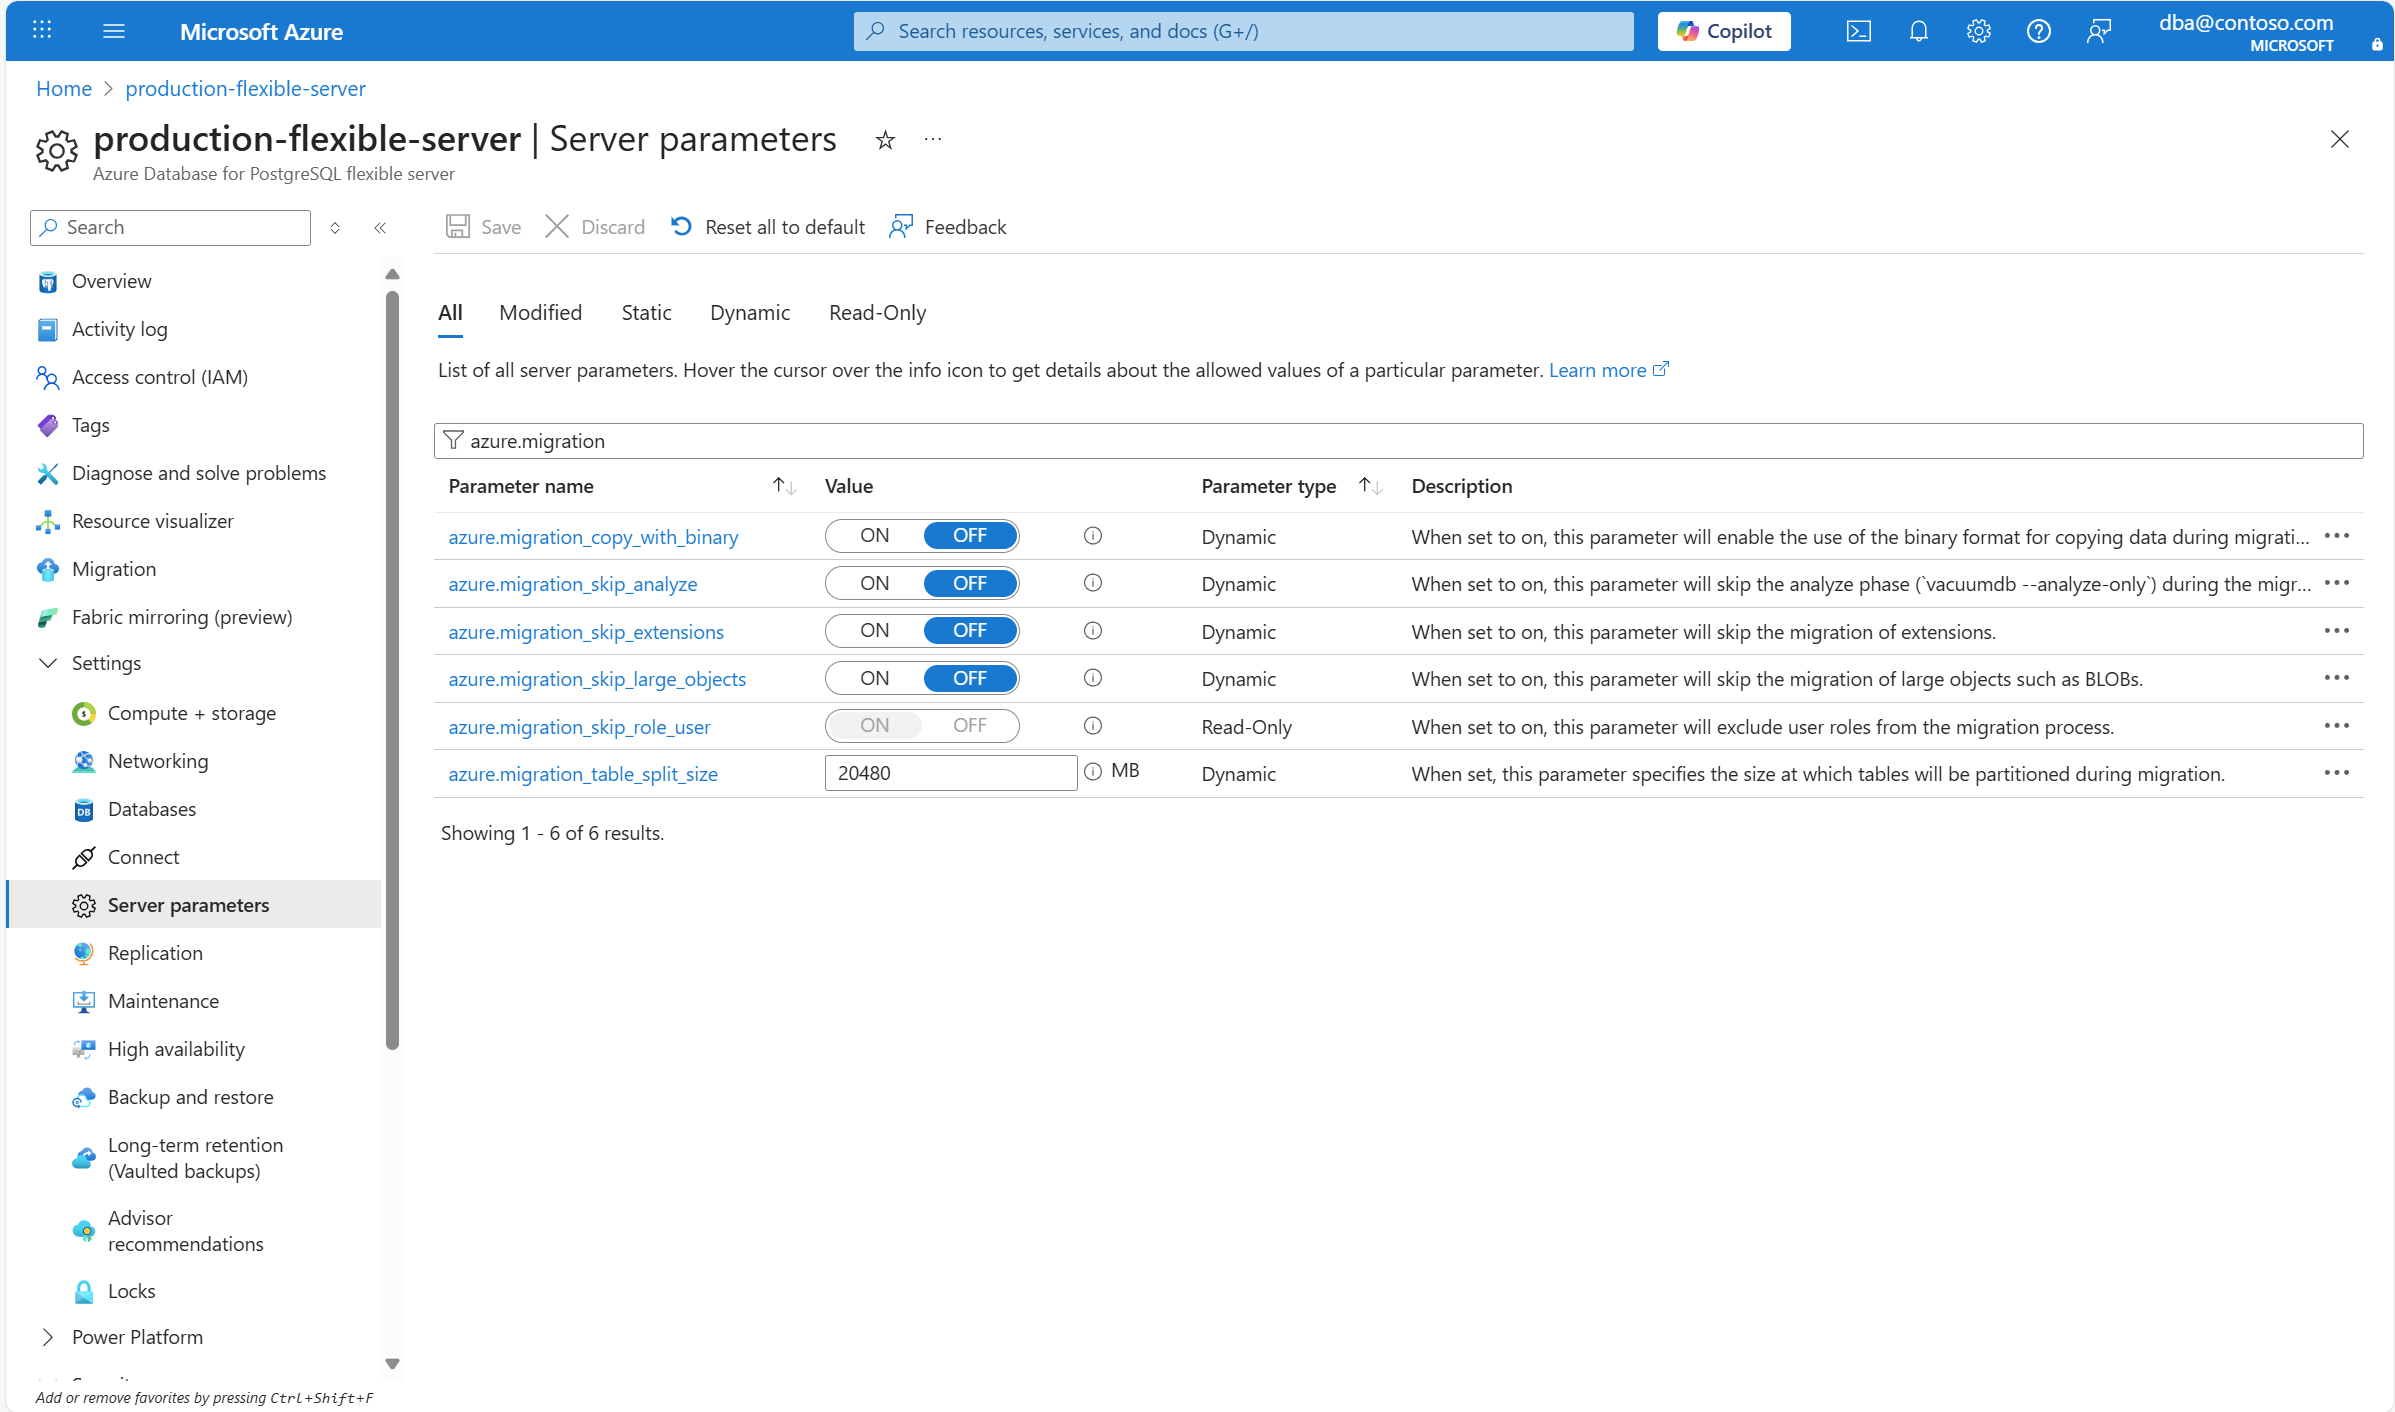 Microsoft Azure
Search resources, services, and docs (G+/)
Copilot
dba@contoso.com
MICROSOFT
Home > production-flexible-server
production-flexible-server | Server parameters
Azure Database for PostgreSQL flexible server
Search
Overview
Activity log
Access control (IAM)
Tags
Diagnose and solve problems
Resource visualizer
Migration
Fabric mirroring (preview)
Settings
Compute + storage
Networking
Databases
Connect
Server parameters
Replication
Maintenance
High availability
Backup and restore
Long-term retention
(Vaulted backups)
Advisor
recommendations
Locks
Power Platform
Add or remove favorites by pressing Ctrl+Shift+F
Save Discard Reset all to default Feedback
All Modified Static Dynamic Read-Only
List of all server parameters. Hover the cursor over the info icon to get details about the allowed values of a particular parameter. Learn more
azure.migration
Parameter name Value Parameter type Description
azure.migration_copy_with_binary ON OFF Dynamic When set to on, this parameter will enable the use of the binary format for copying data during migrati...
azure.migration_skip_analyze ON OFF Dynamic When set to on, this parameter will skip the analyze phase (`vacuumdb --analyze-only`) during the migr...
azure.migration_skip_extensions ON OFF Dynamic When set to on, this parameter will skip the migration of extensions.
azure.migration_skip_large_objects ON OFF Dynamic When set to on, this parameter will skip the migration of large objects such as BLOBs.
azure.migration_skip_role_user ON OFF Read-Only When set to on, this parameter will exclude user roles from the migration process.
azure.migration_table_split_size 20480 MB Dynamic When set, this parameter specifies the size at which tables will be partitioned during migration.
Showing 1 - 6 of 6 results.